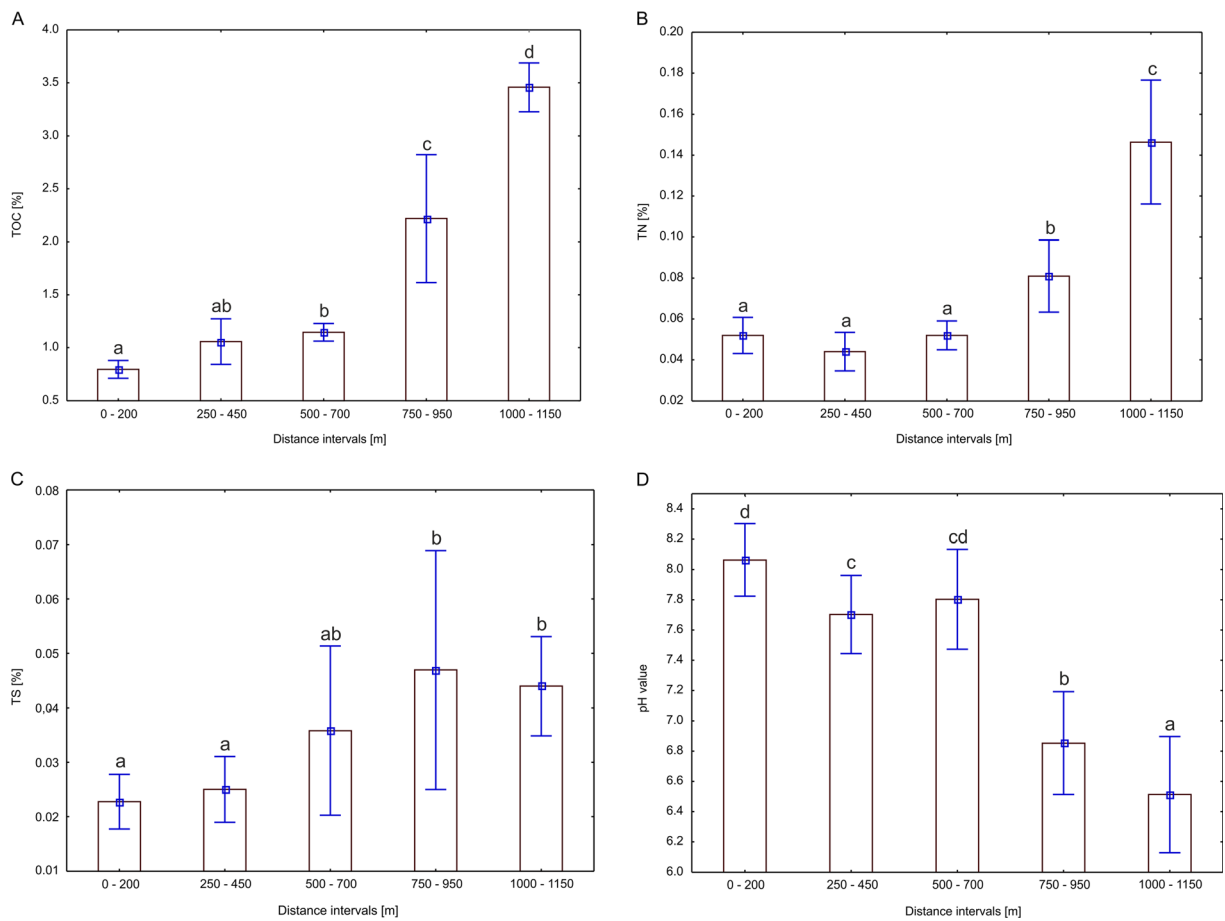 A
TOC [%]
4.0
3.5
3.0
2.5
2.0
1.5
1.0
0.5
a
ab
b
c
d
0 - 200
250 - 450
500 - 700
750 - 950
1000 - 1150
Distance intervals [m]
B
TN [%]
0.20
0.18
0.16
0.14
0.12
0.10
0.08
0.06
0.04
0.02
a
a
a
b
c
0 - 200
250 - 450
500 - 700
750 - 950
1000 - 1150
Distance intervals [m]
C
TS [%]
0.08
0.07
0.06
0.05
0,04
0.03
0.02
0.01
a
a
ab
b
b
0 - 200
250 - 450
500 - 700
750 - 950
1000 - 1150
Distance intervals [m]
D
pH value
8.4
8.2
8.0
7.8
7.6
7.4
7.2
7.0
6.8
6.6
6.4
6.2
6.0
d
c
cd
b
a
0 - 200
250 - 450
500 - 700
750 - 950
1000 - 1150
Distance intervals [m]